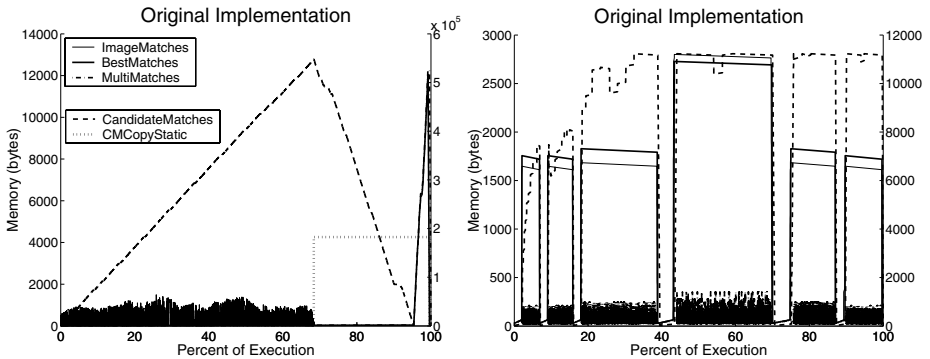 Original Implementation
x 10^5
14000
12000
10000
8000
6000
4000
2000
0
Memory (bytes)
ImageMatches
BestMatches
MultiMatches
CandidateMatches
CMCopyStatic
6
5
4
3
2
1
0
0 20 40 60 80 100
Percent of Execution
Original Implementation
3000
2500
2000
1500
1000
500
0
Memory (bytes)
12000
10000
8000
6000
4000
2000
0
0 20 40 60 80 100
Percent of Execution